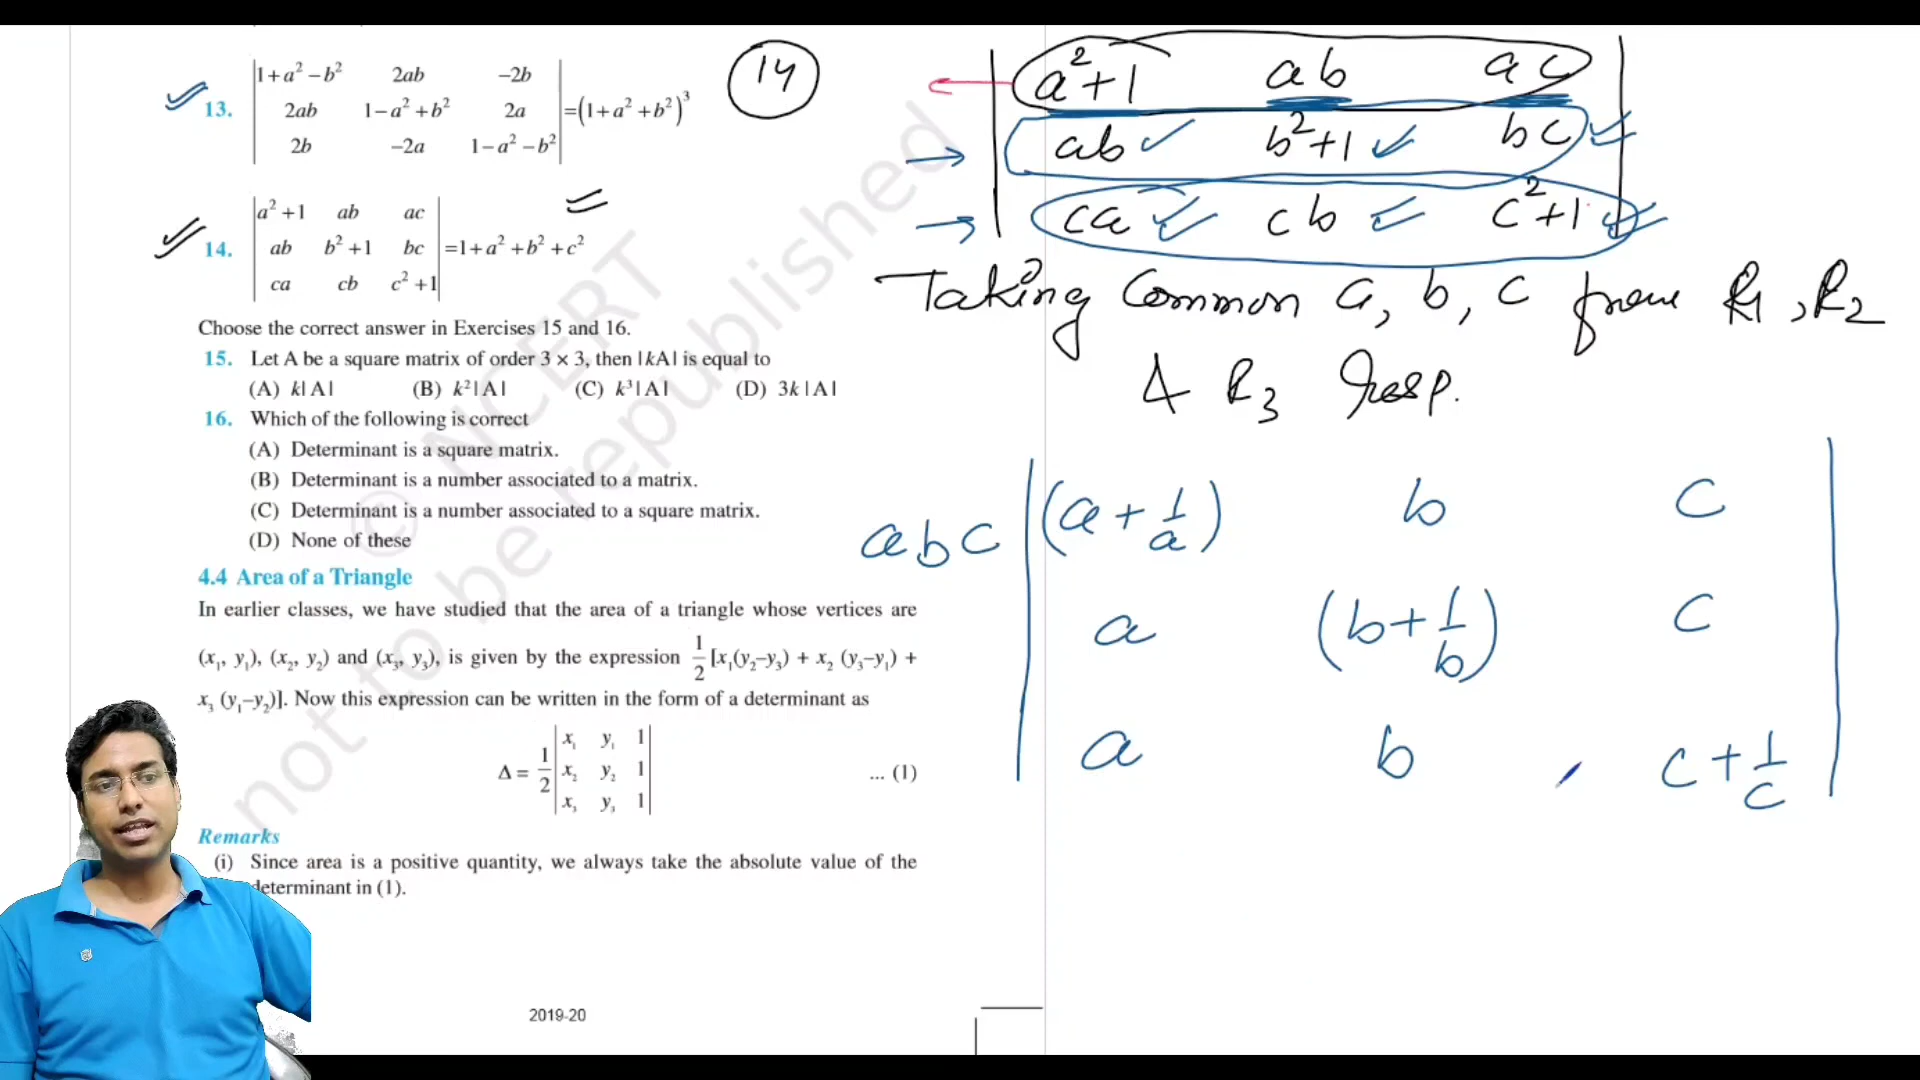 13. |1+a² −b² 2ab −2b|
|2ab 1−a² +b² 2a| =(1+a² +b²)³
|2b −2a 1−a² −b²|
14. |a² +1 ab ac|
|ab b² +1 bc| =1+a² +b² +c²
|ca cb c² +1|
Choose the correct answer in Exercises 15 and 16.
15. Let A be a square matrix of order 3 × 3, then |kA| is equal to
(A) k|A| (B) k²|A| (C) k³|A| (D) 3k|A|
16. Which of the following is correct
(A) Determinant is a square matrix.
(B) Determinant is a number associated to a matrix.
(C) Determinant is a number associated to a square matrix.
(D) None of these
4.4 Area of a Triangle
In earlier classes, we have studied that the area of a triangle whose vertices are
(x₁, y₁), (x₂, y₂) and (x₃, y₃), is given by the expression 1/2 [x₁(y₂–y₃) + x₂ (y₃–y₁) +
x₃ (y₁–y₂)]. Now this expression can be written in the form of a determinant as
Δ = 1/2 |x₁ y₁ 1|
|x₂ y₂ 1| ... (1)
|x₃ y₃ 1|
Remarks
(i) Since area is a positive quantity, we always take the absolute value of the
determinant in (1).
2019-20
© NCERT
not to be republished
14
|a²+1 ab ac|
|ab b²+1 bc|
|ca cb c²+1|
Taking Common a, b, c from R1, R2
& R3 resp.
abc |(a+1/a) b c|
|a (b+1/b) c|
|a b c+1/c|